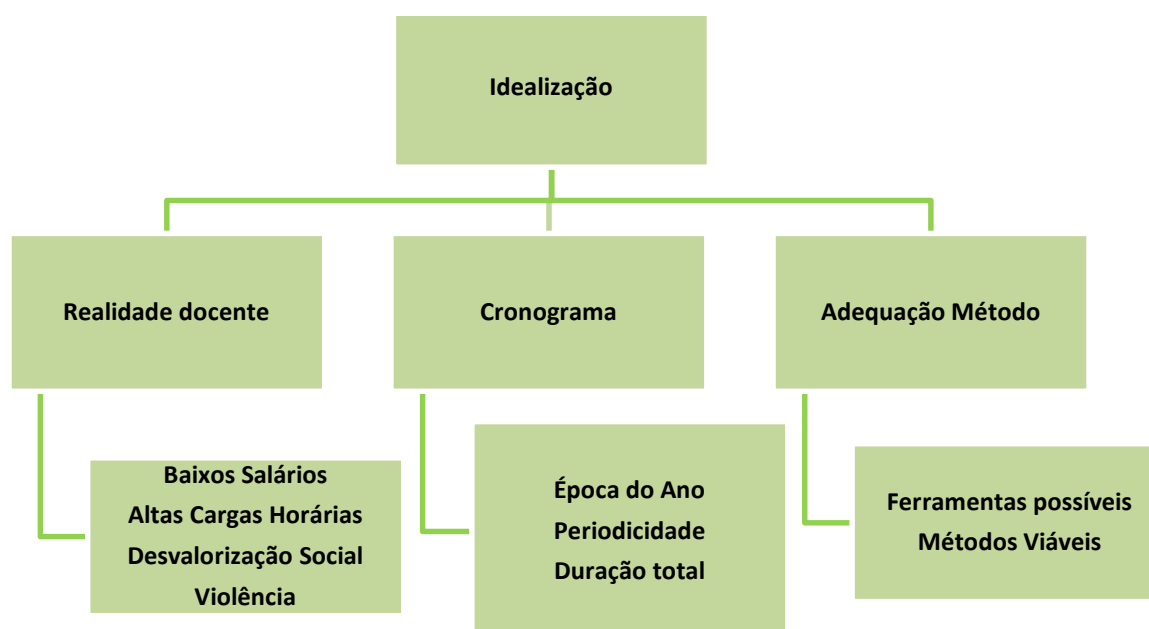 Idealização
Realidade docente
Cronograma
Adequação Método
Baixos Salários
Altas Cargas Horárias
Desvalorização Social
Violência
Época do Ano
Periodicidade
Duração total
Ferramentas possíveis
Métodos Viáveis